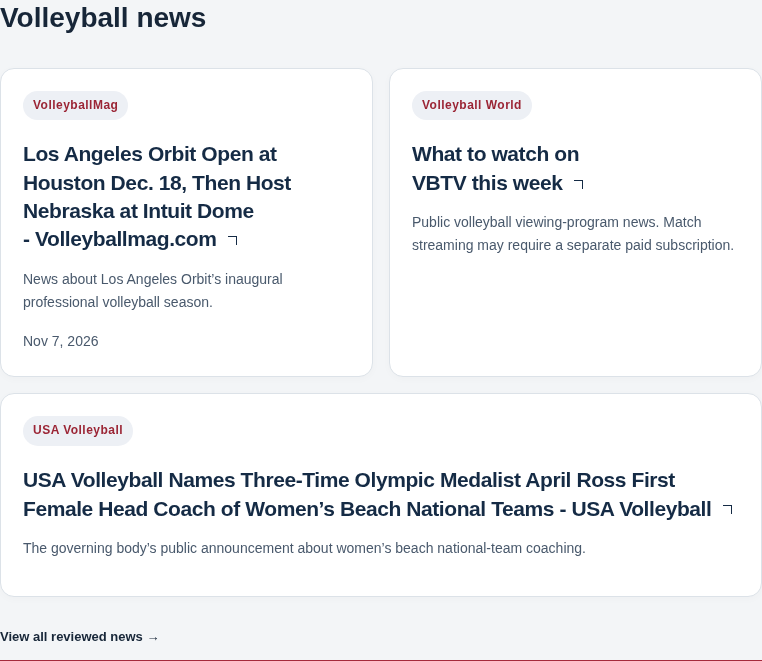 Volleyball news
VolleyballMag
Los Angeles Orbit Open at
Houston Dec. 18, Then Host
Nebraska at Intuit Dome
- Volleyballmag.com
News about Los Angeles Orbit’s inaugural
professional volleyball season.
Nov 7, 2026
Volleyball World
What to watch on
VBTV this week
Public volleyball viewing-program news. Match
streaming may require a separate paid subscription.
USA Volleyball
USA Volleyball Names Three-Time Olympic Medalist April Ross First
Female Head Coach of Women’s Beach National Teams - USA Volleyball
The governing body’s public announcement about women’s beach national-team coaching.
View all reviewed news →